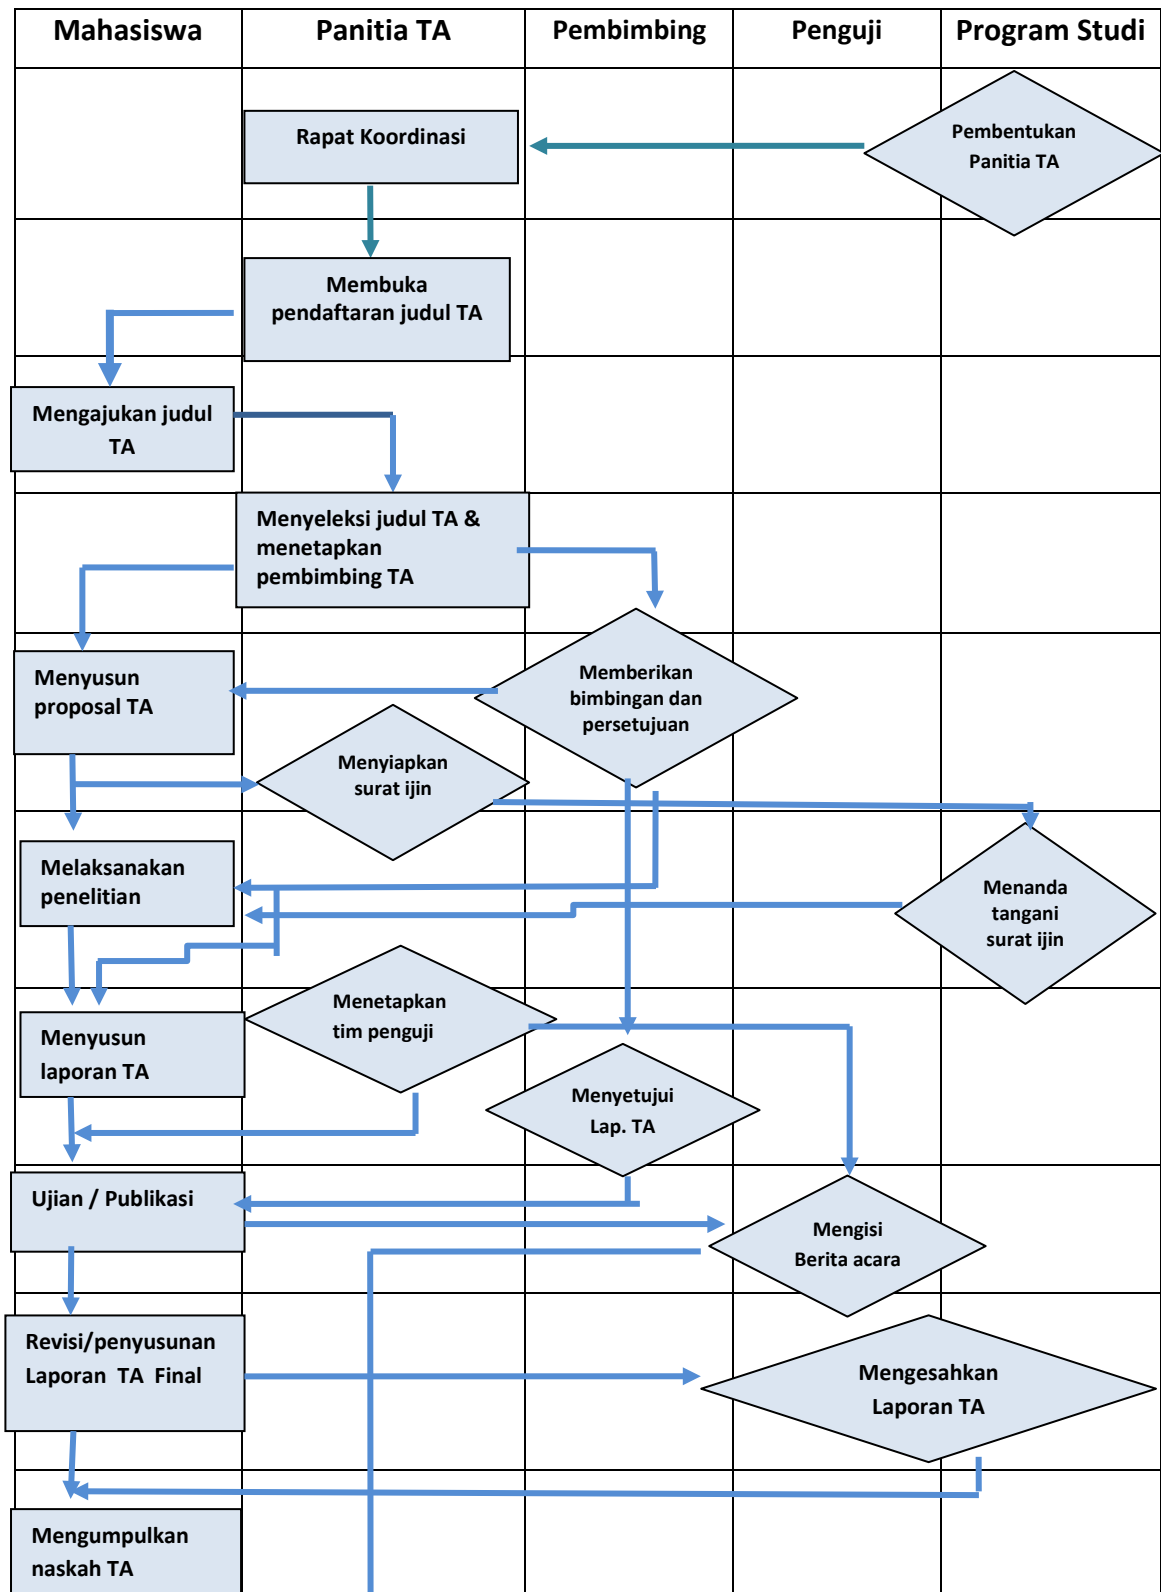 Mahasiswa
Panitia TA
Pembimbing
Penguji
Program Studi
Rapat Koordinasi
Pembentukan
Panitia TA
Membuka
pendaftaran judul TA
Mengajukan judul
TA
Menyeleksi judul TA &
menetapkan
pembimbing TA
Menyusun
proposal TA
Memberikan
bimbingan dan
persetujuan
Menyiapkan
surat ijin
Melaksanakan
penelitian
Menanda
tangani
surat ijin
Menetapkan
tim penguji
Menyusun
laporan TA
Menyetujui
Lap. TA
Ujian / Publikasi
Mengisi
Berita acara
Revisi/penyusunan
Laporan TA Final
Mengesahkan
Laporan TA
Mengumpulkan
naskah TA